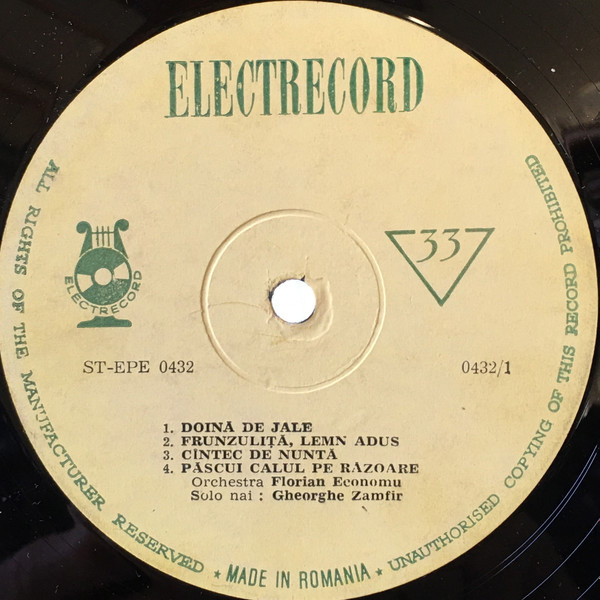 ELECTRECORD
ELECTRECORD
33
ST-EPE 0432
0432/1
1. DOINĂ DE JALE
2. FRUNZULIȚĂ, LEMN ADUS
3. CÎNTEC DE NUNTĂ
4. PĂSCUI CALUL PE RĂZOARE
Orchestra Florian Economu
Solo nai : Gheorghe Zamfir
ALL RIGHTS OF THE MANUFACTURER RESERVED ★ MADE IN ROMANIA ★ UNAUTHORISED COPYING OF THIS RECORD PROHIBITED